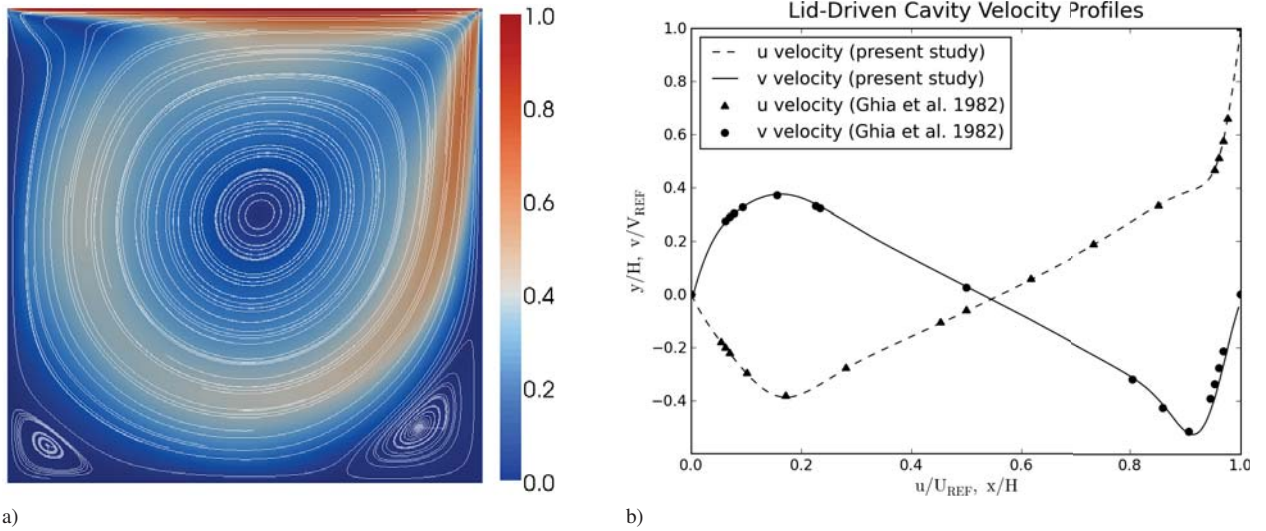 1.0
0.8
0.6
0.4
0.2
0.0
a)
Lid-Driven Cavity Velocity Profiles
u velocity (present study)
v velocity (present study)
u velocity (Ghia et al. 1982)
v velocity (Ghia et al. 1982)
1.0
0.8
0.6
0.4
0.2
0.0
−0.2
−0.4
y/H, v/V_REF
0.0
0.2
0.4
0.6
0.8
1.0
u/U_REF, x/H
b)